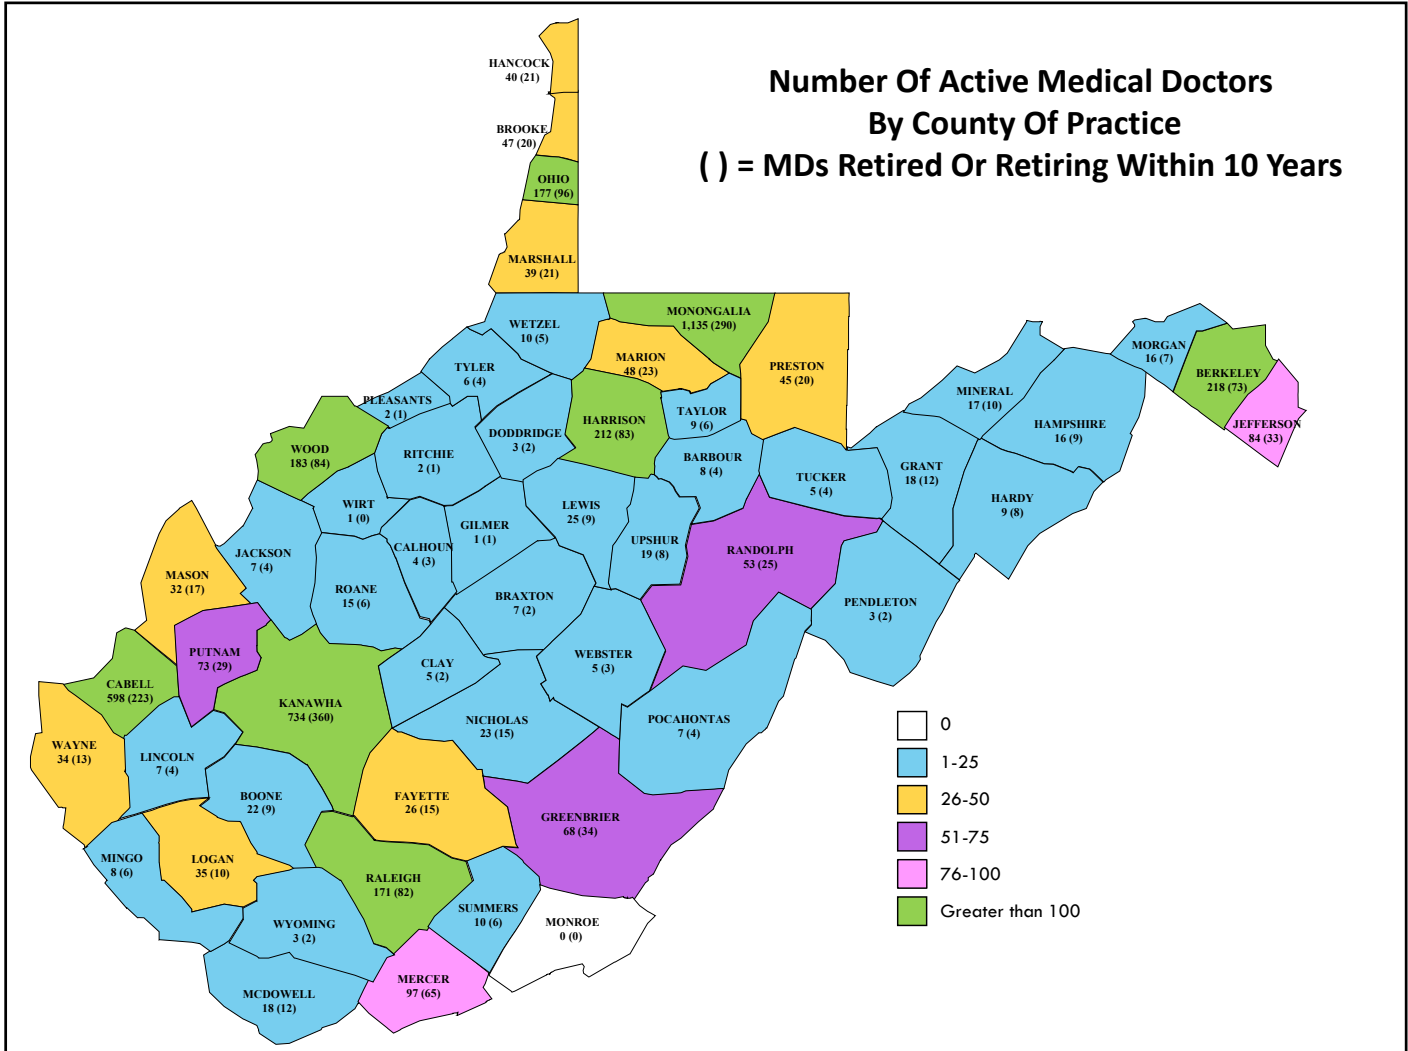 Number Of Active Medical Doctors
By County Of Practice
( ) = MDs Retired Or Retiring Within 10 Years
HANCOCK
40 (21)
BROOKE
47 (20)
OHIO
177 (96)
MARSHALL
39 (21)
WETZEL
10 (5)
MONONGALIA
1,135 (290)
MARION
48 (23)
PRESTON
45 (20)
MORGAN
16 (7)
BERKELEY
218 (73)
JEFFERSON
84 (33)
TYLER
6 (4)
MINERAL
17 (10)
PLEASANTS
2 (1)
TAYLOR
9 (6)
HAMPSHIRE
16 (9)
HARRISON
212 (83)
DODDRIDGE
3 (2)
WOOD
183 (84)
RITCHIE
2 (1)
BARBOUR
8 (4)
TUCKER
5 (4)
GRANT
18 (12)
HARDY
9 (8)
WIRT
1 (0)
LEWIS
25 (9)
GILMER
1 (1)
UPSHUR
19 (8)
RANDOLPH
53 (25)
JACKSON
7 (4)
CALHOUN
4 (3)
MASON
32 (17)
ROANE
15 (6)
BRAXTON
7 (2)
PENDLETON
3 (2)
PUTNAM
73 (29)
CLAY
5 (2)
WEBSTER
5 (3)
CABELL
598 (223)
KANAWHA
734 (360)
NICHOLAS
23 (15)
POCAHONTAS
7 (4)
WAYNE
34 (13)
LINCOLN
7 (4)
BOONE
22 (9)
FAYETTE
26 (15)
GREENBRIER
68 (34)
MINGO
8 (6)
LOGAN
35 (10)
RALEIGH
171 (82)
SUMMERS
10 (6)
MONROE
0 (0)
WYOMING
3 (2)
MERCER
97 (65)
MCDOWELL
18 (12)
0
1-25
26-50
51-75
76-100
Greater than 100